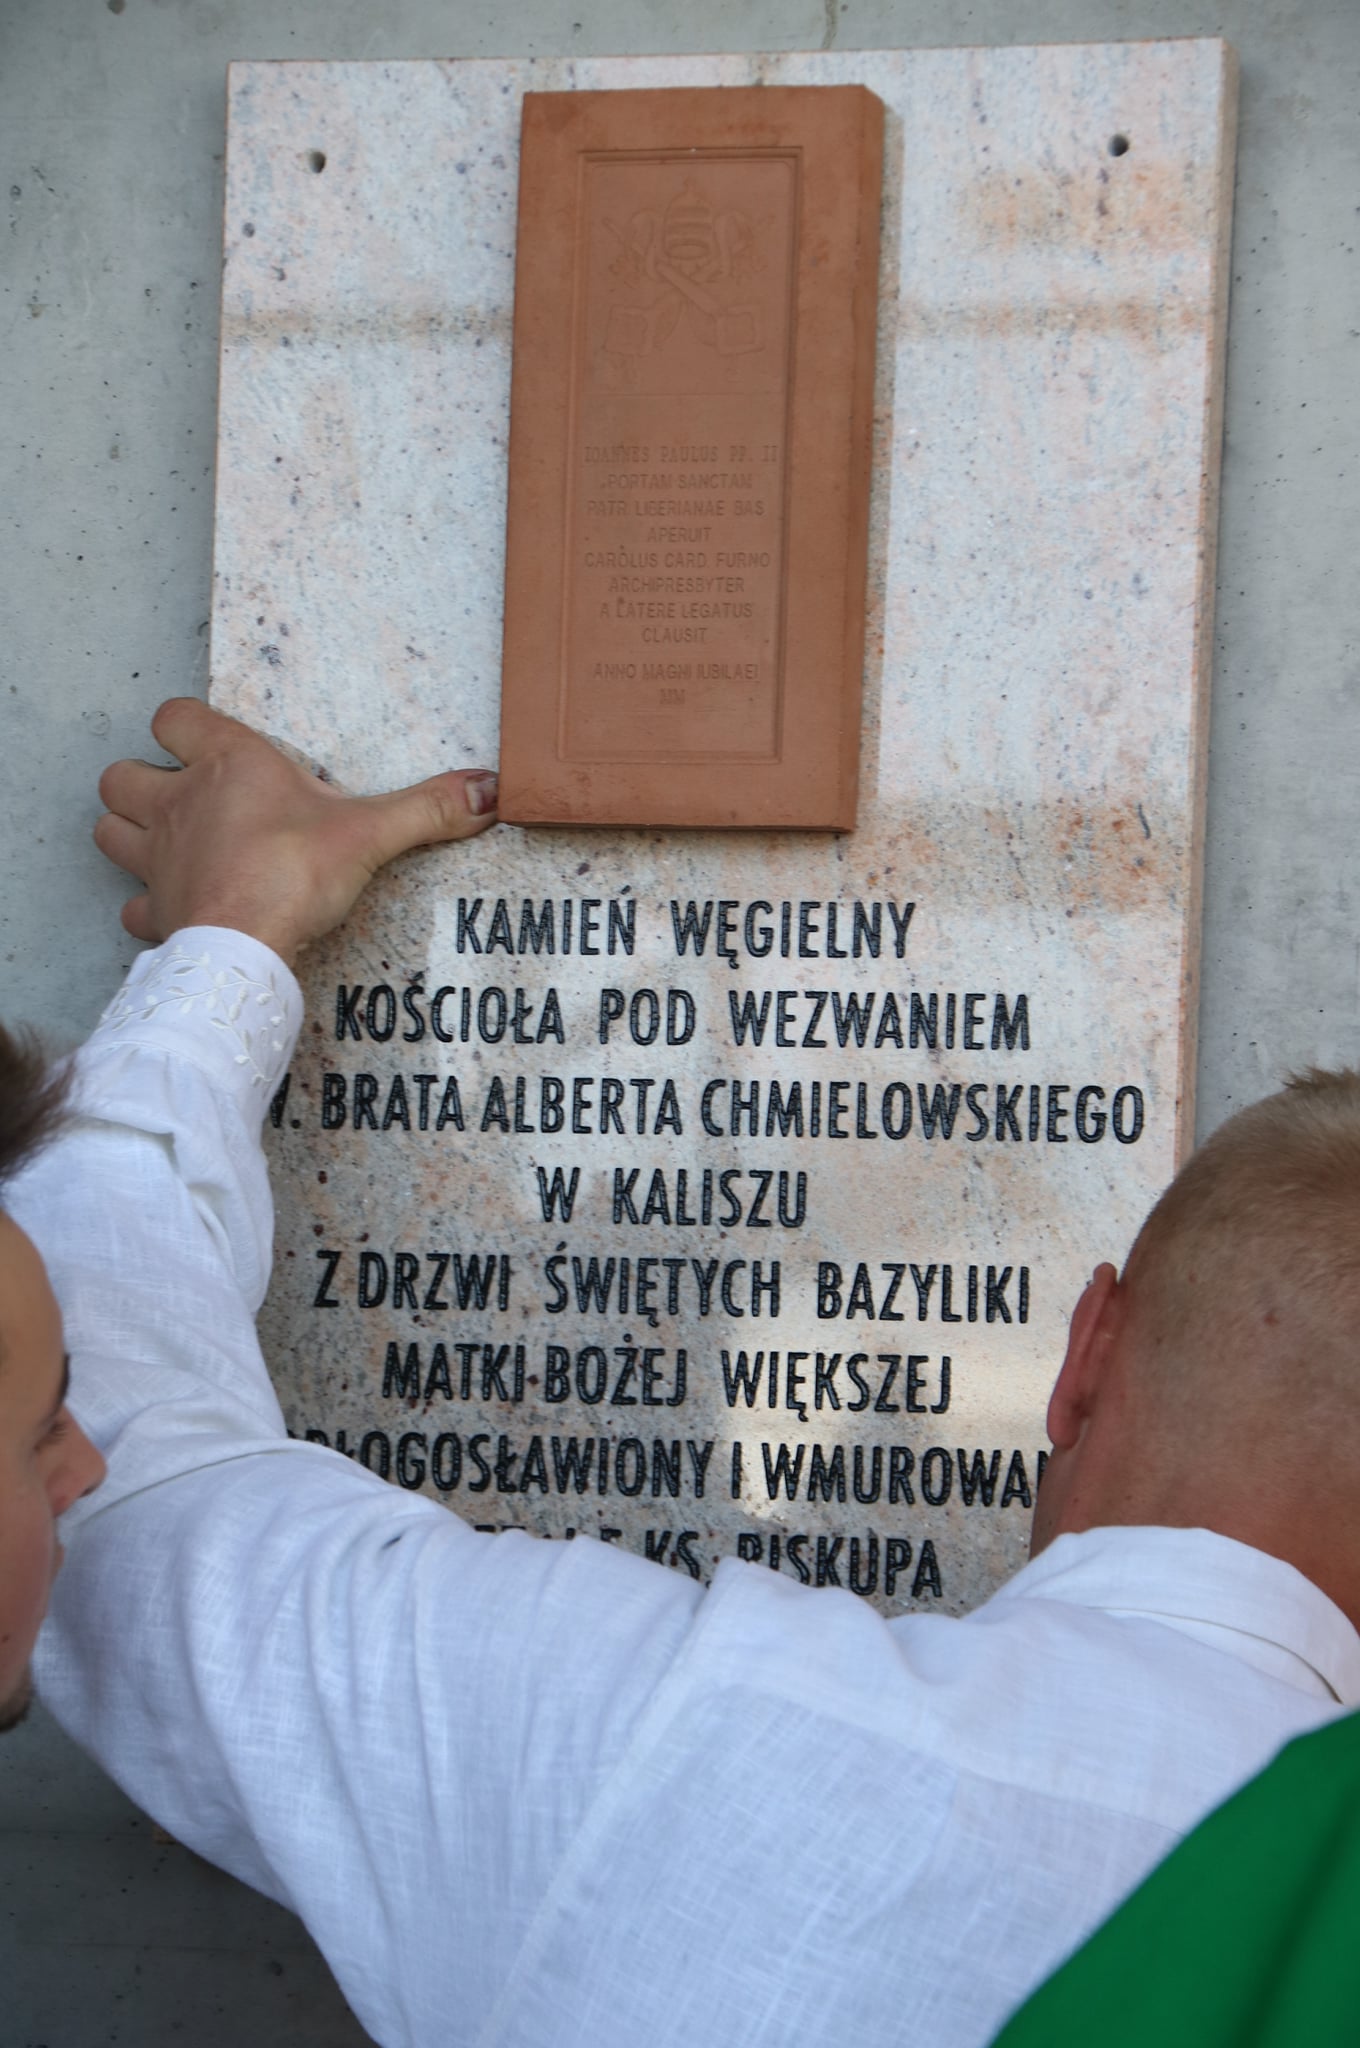 IOANNES PAULUS PP. II
PORTAM SANCTAM
PATR. LIBERIANAE BAS
APERUIT
CAROLUS CARD. FURNO
ARCHIPRESBYTER
A LATERE LEGATUS
CLAUSIT
ANNO MAGNI IUBILAEI
MM
KAMIEŃ WĘGIELNY
KOŚCIOŁA POD WEZWANIEM
BRATA ALBERTA CHMIELOWSKIEGO
W KALISZU
Z DRZWI ŚWIĘTYCH BAZYLIKI
MATKI BOŻEJ WIĘKSZEJ
I
KS. BISKUPA